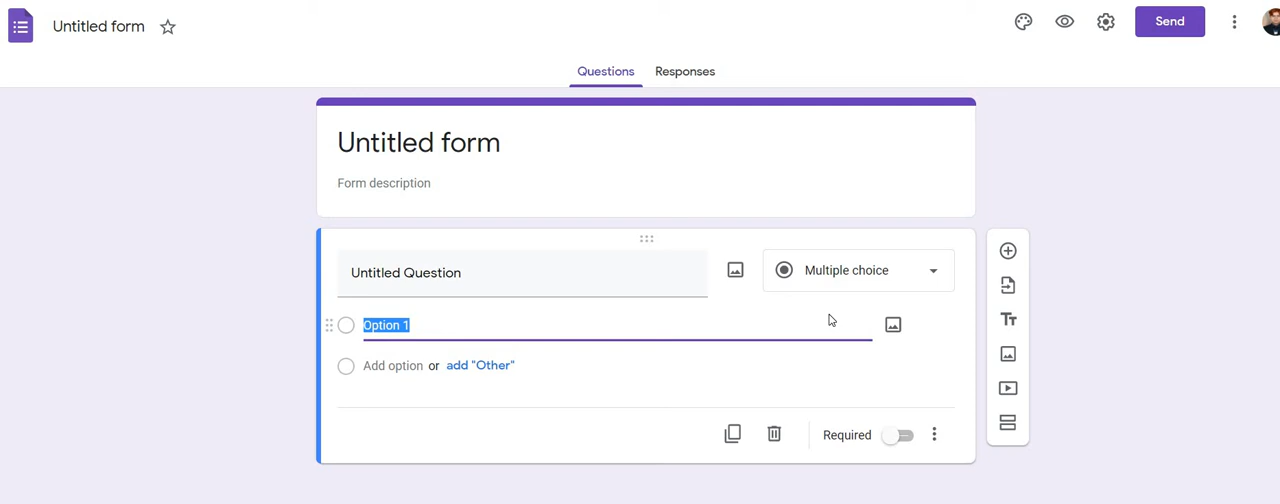 Untitled form
Send
Questions Responses
Untitled form
Form description
Untitled Question
Multiple choice
Option 1
Add option or add "Other"
Required
Tt